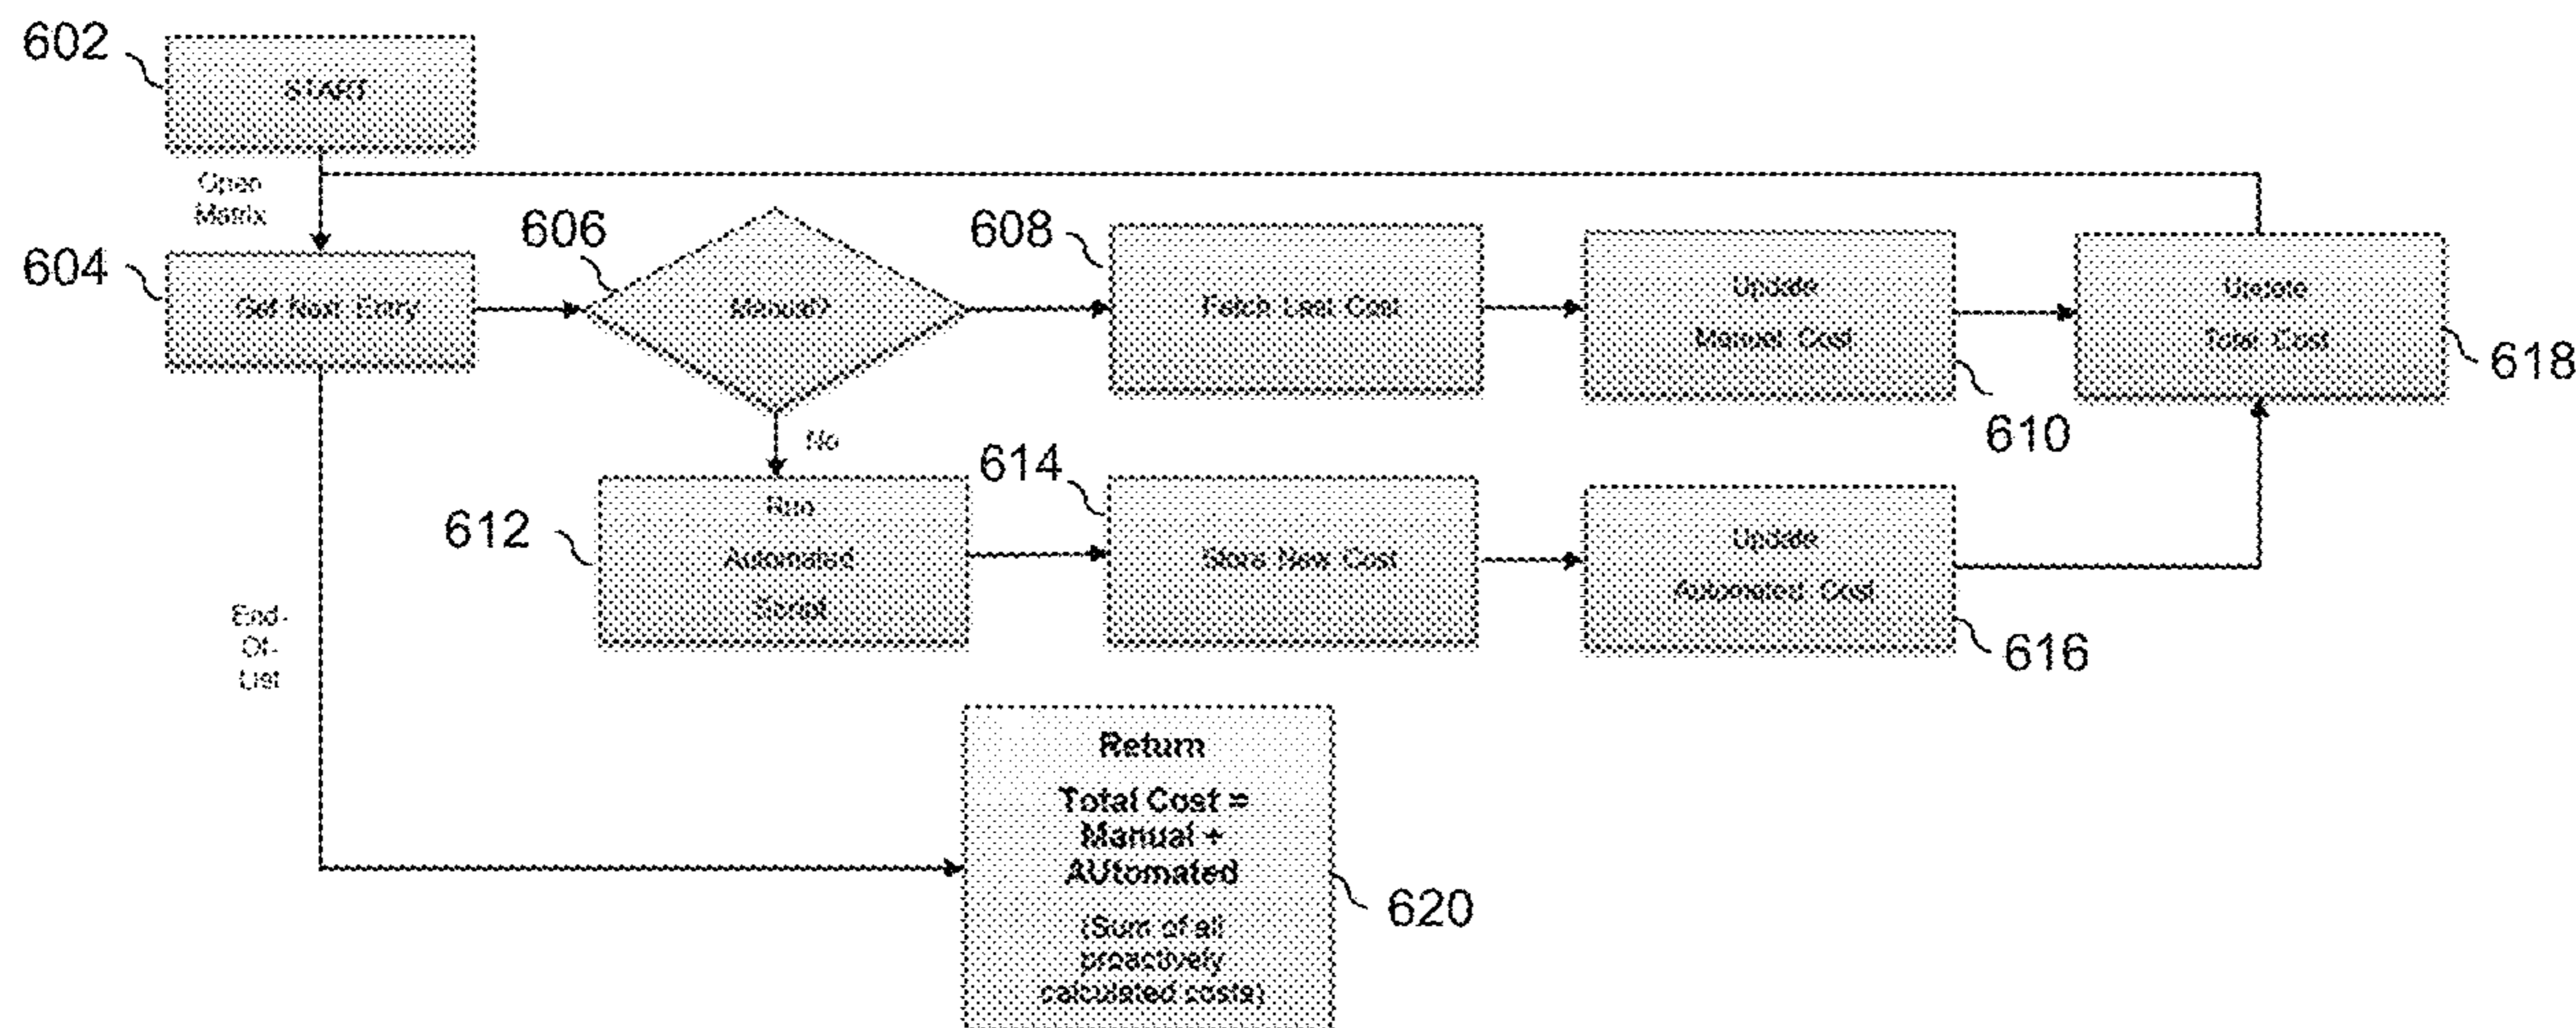 602
START
Open
Matrix
604
Get Next Entry
606
Manual?
608
Fetch Last Cost
Update
Manual Cost
610
Update
Total Cost
618
No
612
Run
Automated
Script
614
Store New Cost
Update
Automated Cost
616
End-
Of-
List
Return
Total Cost =
Manual +
AUtomated
(Sum of all
proactively
calculated costs)
620